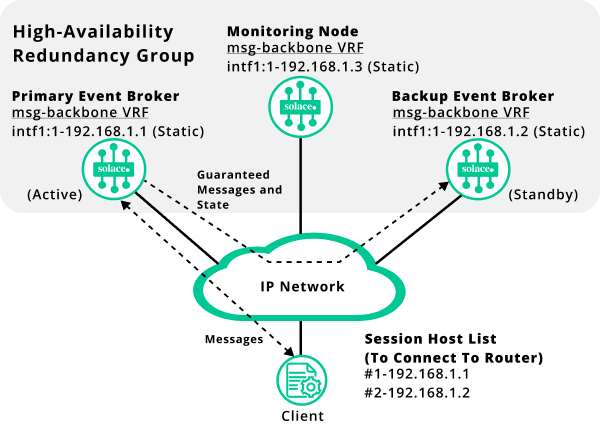 High-Availability
Redundancy Group
Monitoring Node
msg-backbone VRF
intf1:1-192.168.1.3 (Static)
solace.
Primary Event Broker
msg-backbone VRF
intf1:1-192.168.1.1 (Static)
solace.
(Active)
Backup Event Broker
msg-backbone VRF
intf1:1-192.168.1.2 (Static)
solace.
(Standby)
Guaranteed
Messages and
State
IP Network
Messages
Session Host List
(To Connect To Router)
#1-192.168.1.1
#2-192.168.1.2
Client